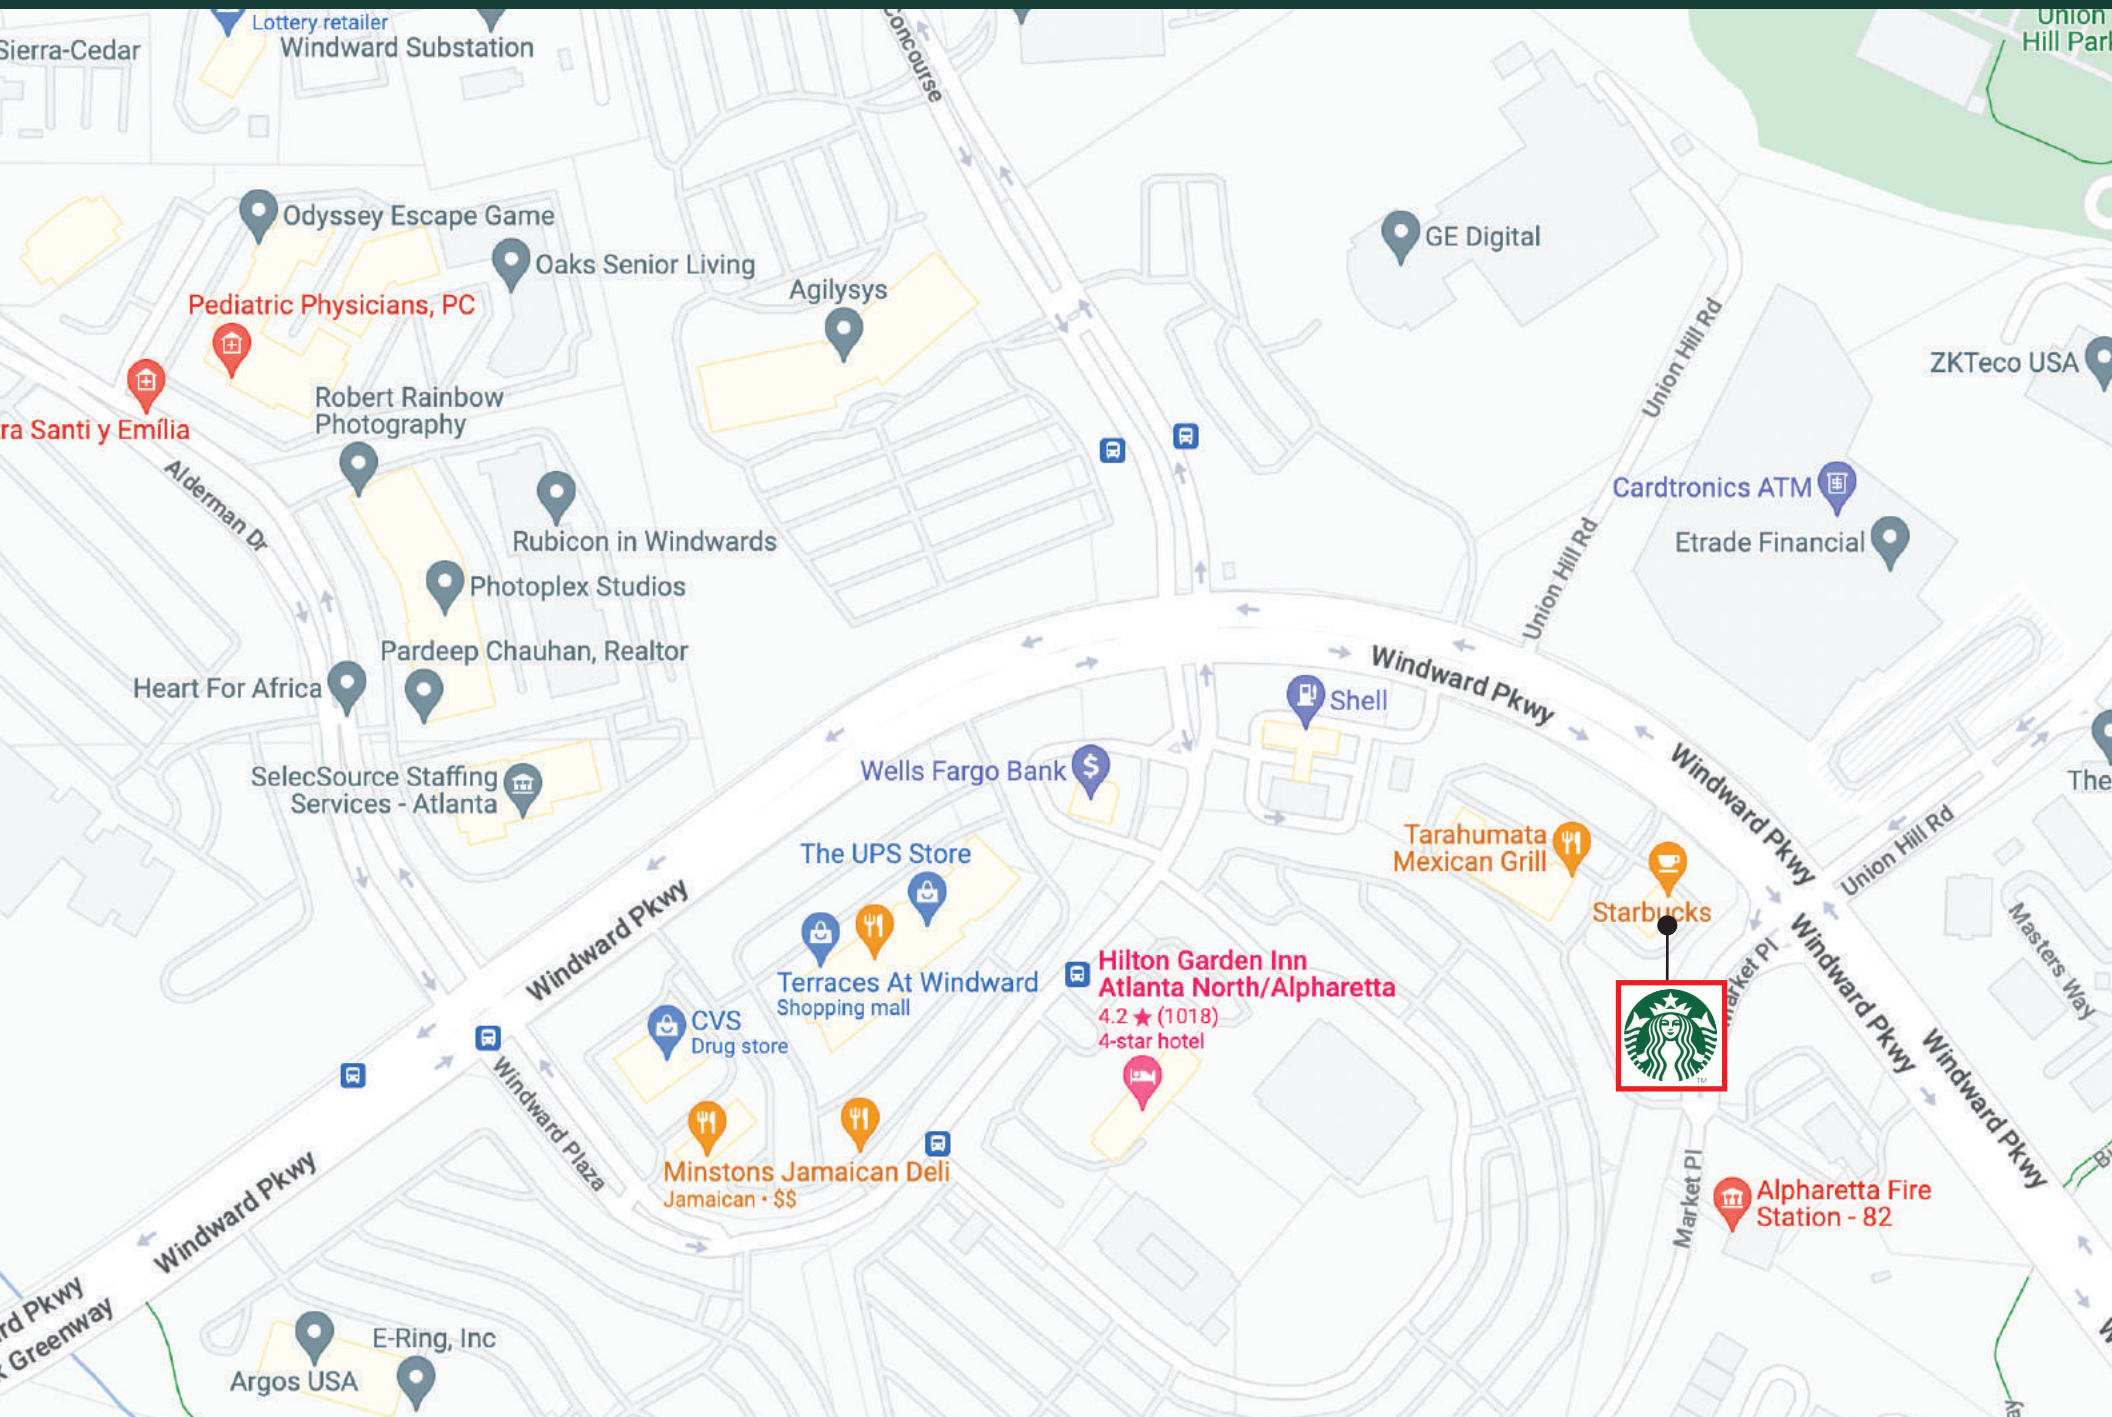 Lottery retailer
Windward Substation
Sierra-Cedar
Concourse
Union
Hill Park
Odyssey Escape Game
Oaks Senior Living
Agilysys
GE Digital
Pediatric Physicians, PC
ra Santi y Emília
Robert Rainbow
Photography
Union Hill Rd
ZKTeco USA
Alderman Dr
Rubicon in Windwards
Cardtronics ATM
Etrade Financial
Photoplex Studios
Union Hill Rd
Pardeep Chauhan, Realtor
Heart For Africa
Windward Pkwy
Shell
SelecSource Staffing
Services - Atlanta
Wells Fargo Bank
$
Windward Pkwy
The
The UPS Store
Tarahumata
Mexican Grill
Union Hill Rd
Starbucks
Windward Pkwy
Terraces At Windward
Shopping mall
Hilton Garden Inn
Atlanta North/Alpharetta
4.2 ★ (1018)
4-star hotel
Market Pl
Windward Pkwy
Masters Way
CVS
Drug store
TM
Windward Plaza
Windward Pkwy
Minstons Jamaican Deli
Jamaican • $$
Windward Pkwy
Market Pl
Alpharetta Fire
Station - 82
rd Pkwy
Greenway
E-Ring, Inc
Argos USA